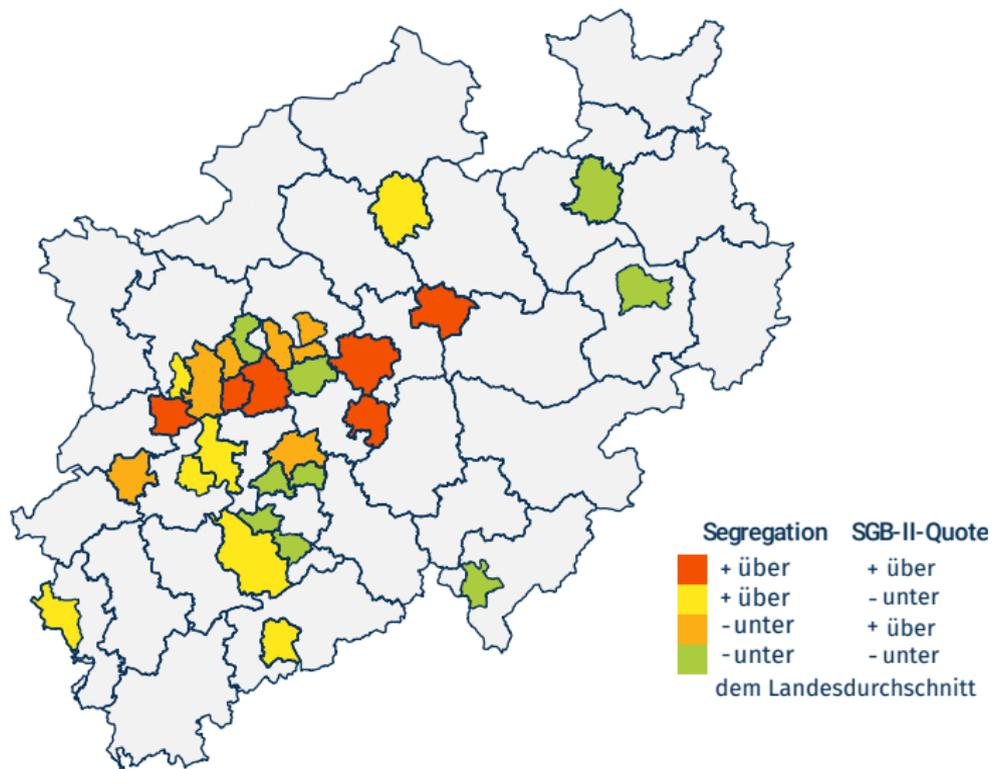 Segregation SGB-II-Quote
+ über + über
+ über - unter
- unter + über
- unter - unter
dem Landesdurchschnitt